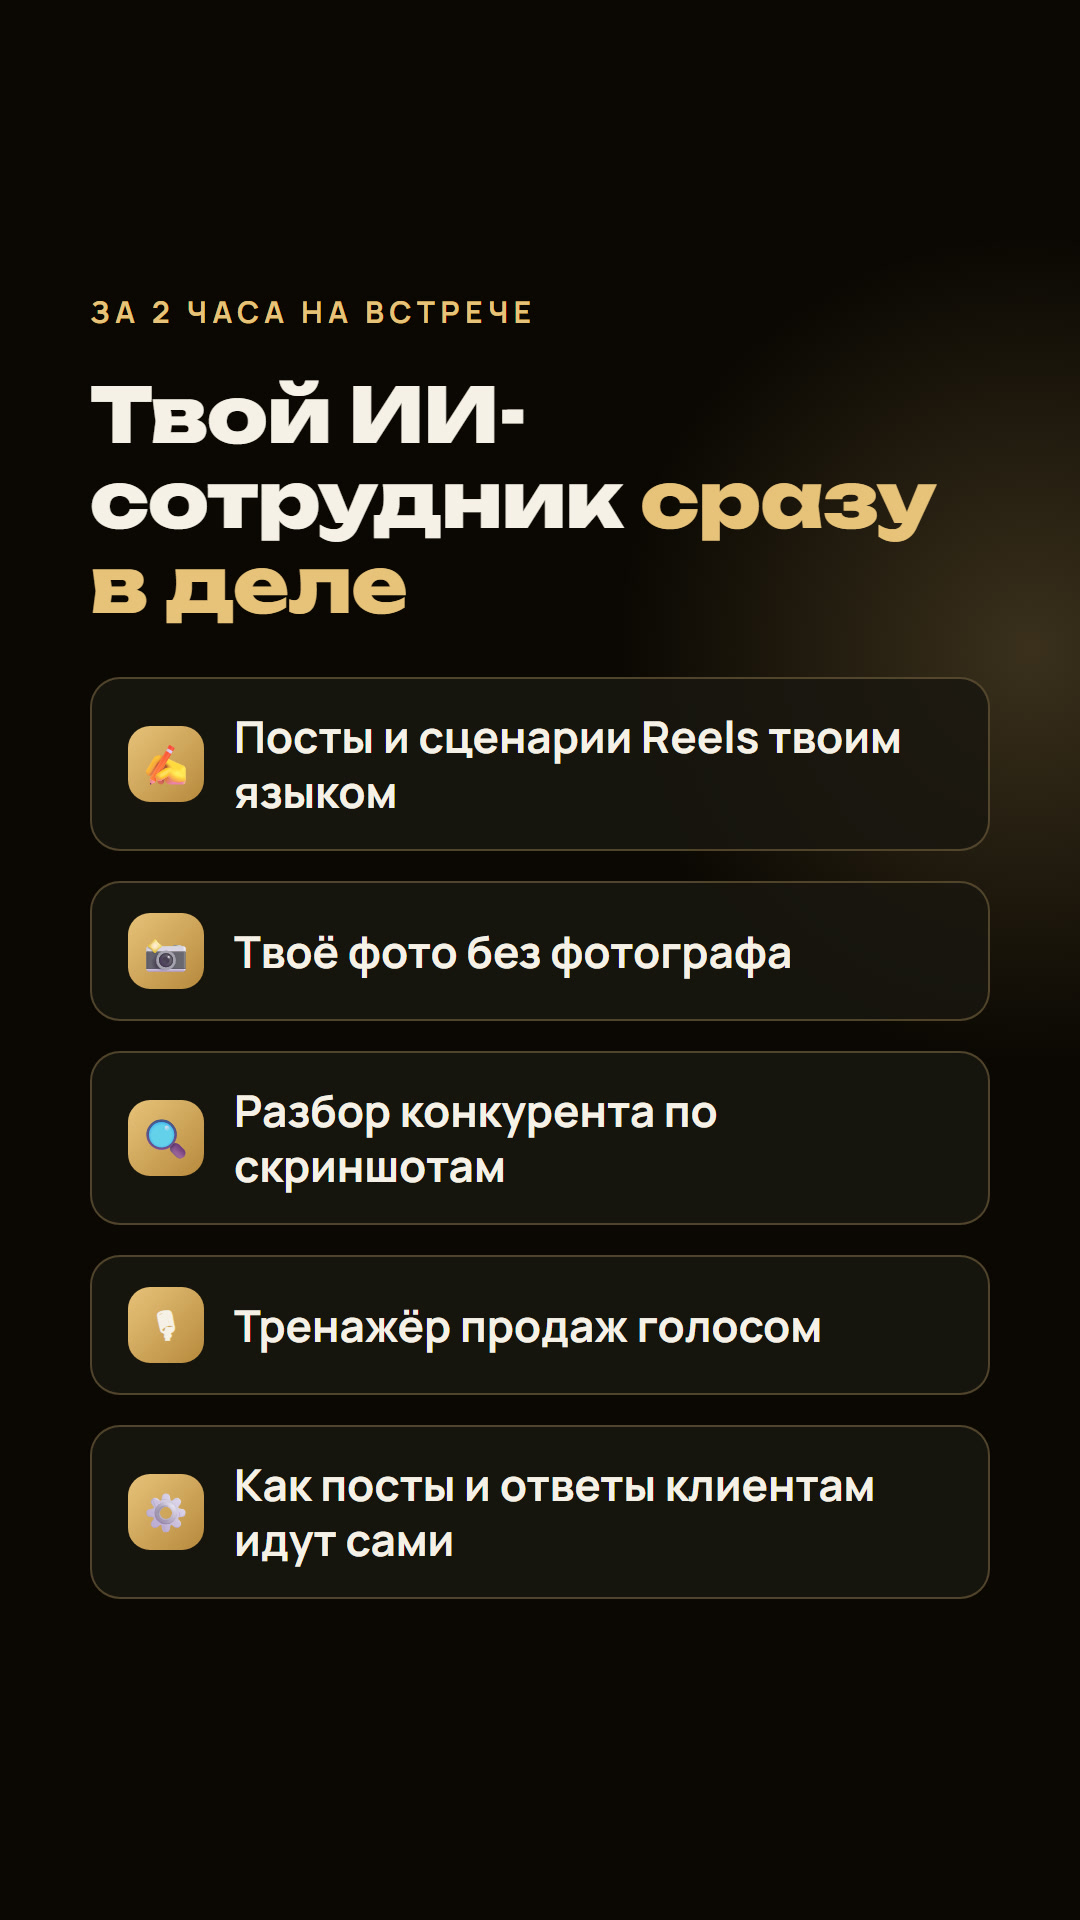 ЗА 2 ЧАСА НА ВСТРЕЧЕ
Твой ИИ-
сотрудник сразу
в деле
Посты и сценарии Reels твоим
языком
Твоё фото без фотографа
Разбор конкурента по
скриншотам
Тренажёр продаж голосом
Как посты и ответы клиентам
идут сами